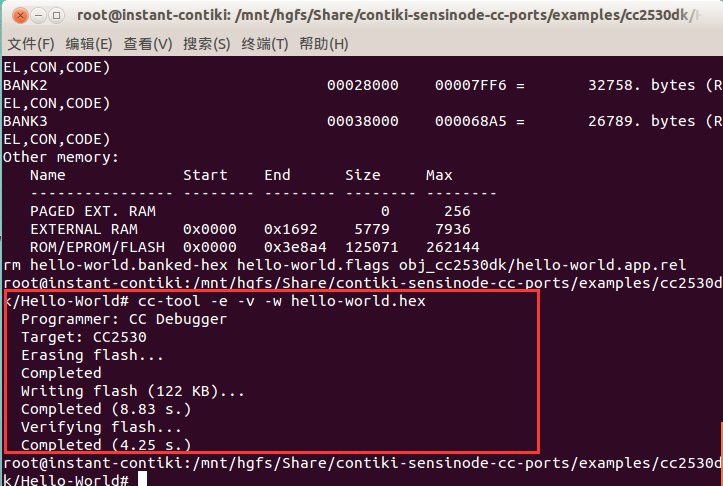 root@instant-contiki: /mnt/hgfs/Share/contiki-sensinode-cc-ports/examples/cc2530dk/
文件(F) 编辑(E) 查看(V) 搜索(S) 终端(T) 帮助(H)
EL,CON,CODE)
BANK2 00028000 00007FF6 = 32758. bytes (R
EL,CON,CODE)
BANK3 00038000 000068A5 = 26789. bytes (R
EL,CON,CODE)
Other memory:
Name Start End Size Max
---------------- -------- -------- -------- --------
PAGED EXT. RAM 0 256
EXTERNAL RAM 0x0000 0x1692 5779 7936
ROM/EPROM/FLASH 0x0000 0x3e8a4 125071 262144
rm hello-world.banked-hex hello-world.flags obj_cc2530dk/hello-world.app.rel
root@instant-contiki:/mnt/hgfs/Share/contiki-sensinode-cc-ports/examples/cc2530d
k/Hello-World# cc-tool -e -v -w hello-world.hex
Programmer: CC Debugger
Target: CC2530
Erasing flash...
Completed
Writing flash (122 KB)...
Completed (8.83 s.)
Verifying flash...
Completed (4.25 s.)
root@instant-contiki:/mnt/hgfs/Share/contiki-sensinode-cc-ports/examples/cc2530d
k/Hello-World#